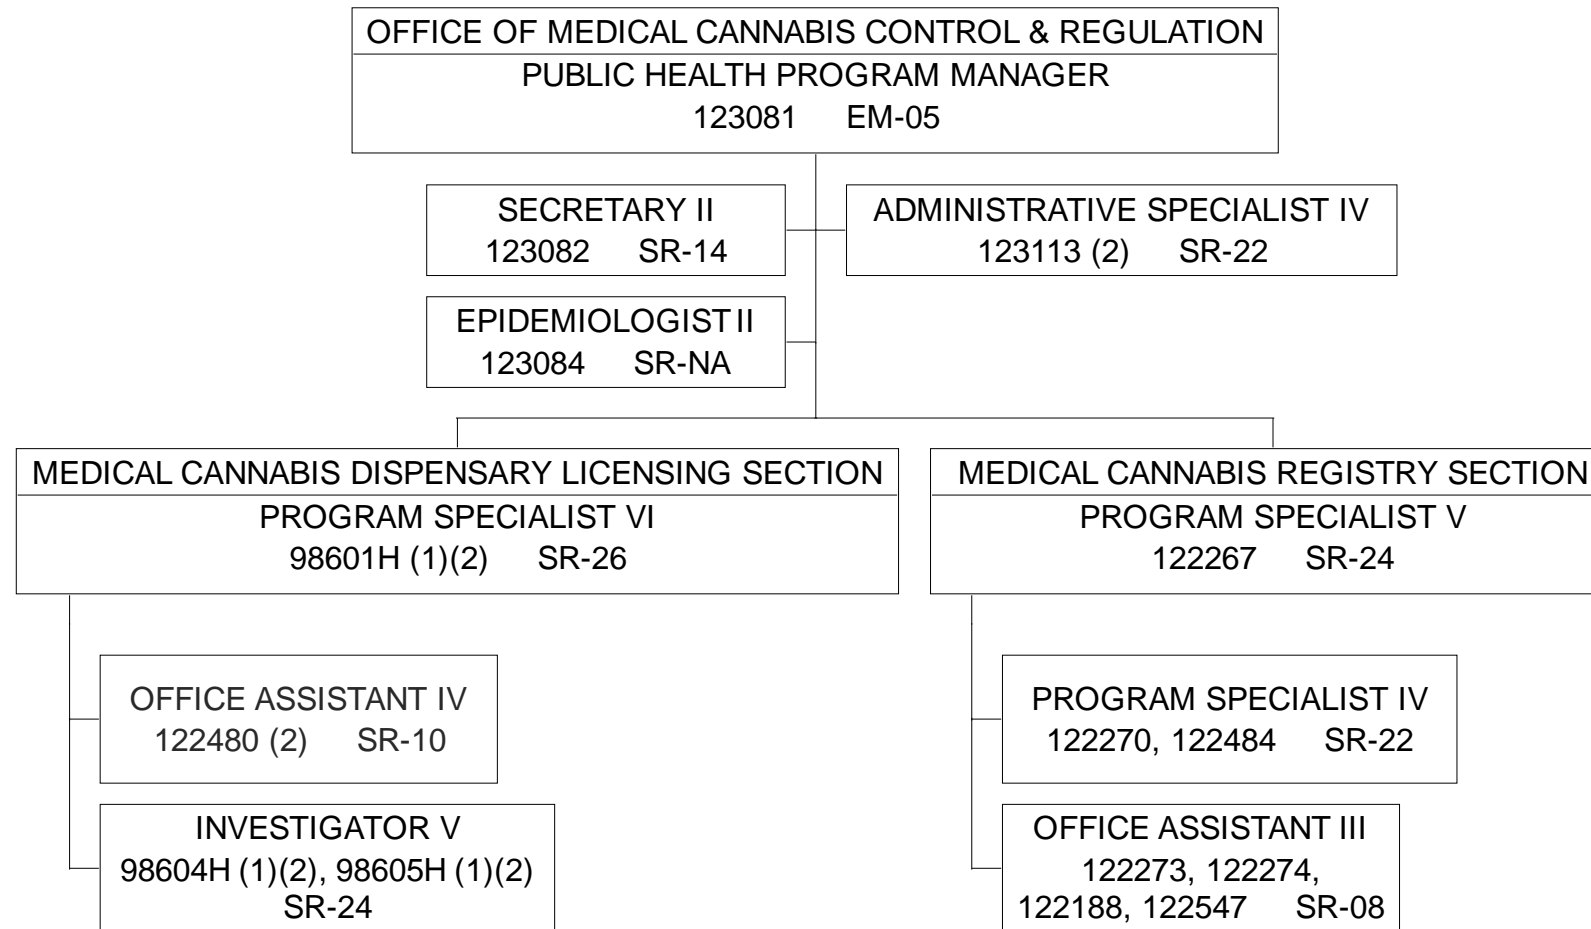 OFFICE OF MEDICAL CANNABIS CONTROL & REGULATION
PUBLIC HEALTH PROGRAM MANAGER
123081 EM-05
SECRETARY II
123082 SR-14
ADMINISTRATIVE SPECIALIST IV
123113 (2) SR-22
EPIDEMIOLOGIST II
123084 SR-NA
MEDICAL CANNABIS DISPENSARY LICENSING SECTION
PROGRAM SPECIALIST VI
98601H (1)(2) SR-26
OFFICE ASSISTANT IV
122480 (2) SR-10
INVESTIGATOR V
98604H (1)(2), 98605H (1)(2)
SR-24
MEDICAL CANNABIS REGISTRY SECTION
PROGRAM SPECIALIST V
122267 SR-24
PROGRAM SPECIALIST IV
122270, 122484 SR-22
OFFICE ASSISTANT III
122273, 122274,
122188, 122547 SR-08